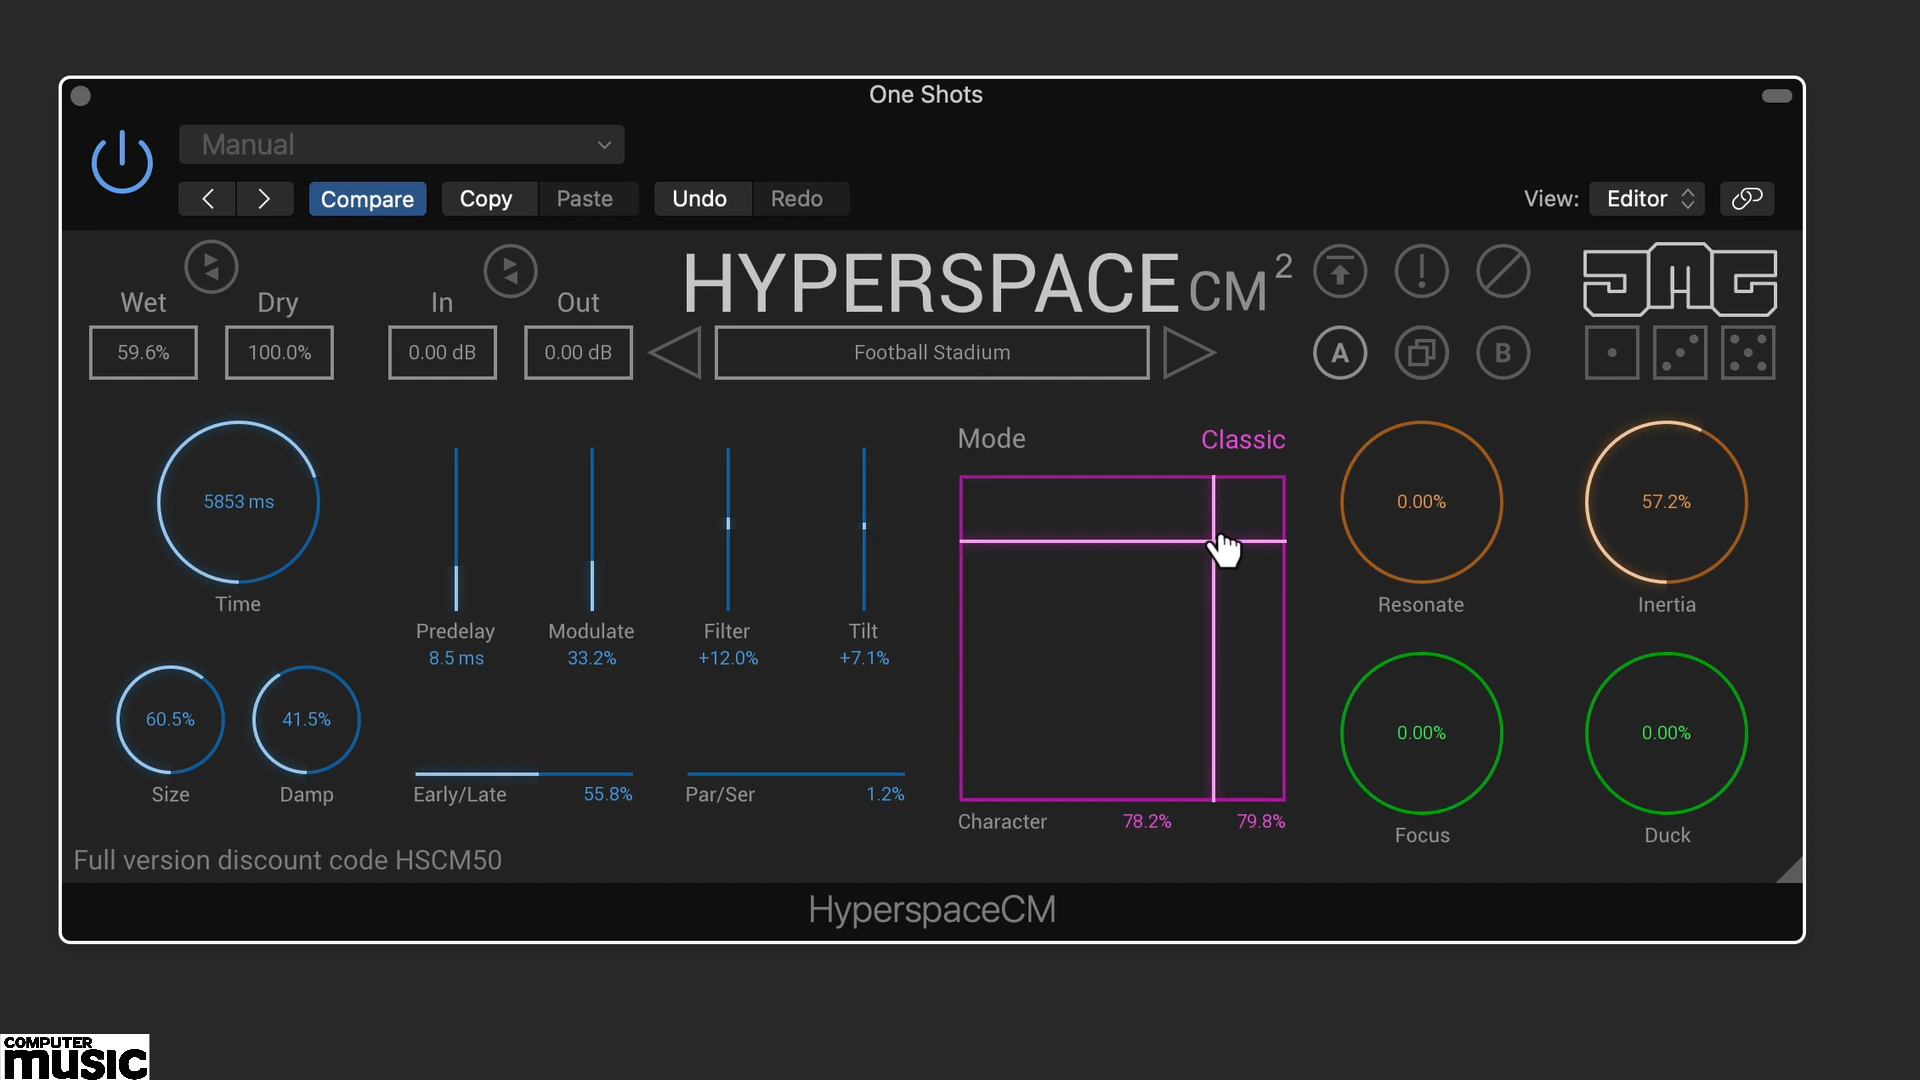 One Shots
Manual
Compare Copy Paste Undo Redo View: Editor
HYPERSPACE CM 2
DMG
Wet Dry In Out
59.6% 100.0% 0.00 dB 0.00 dB Football Stadium A B
Mode Classic
5853 ms 0.00% 57.2%
Time Resonate Inertia
Predelay Modulate Filter Tilt
8.5 ms 33.2% +12.0% +7.1%
60.5% 41.5% 0.00% 0.00%
Size Damp Early/Late 55.8% Par/Ser 1.2%
Character 78.2% 79.8%
Focus Duck
Full version discount code HSCM50
HyperspaceCM
COMPUTER
music